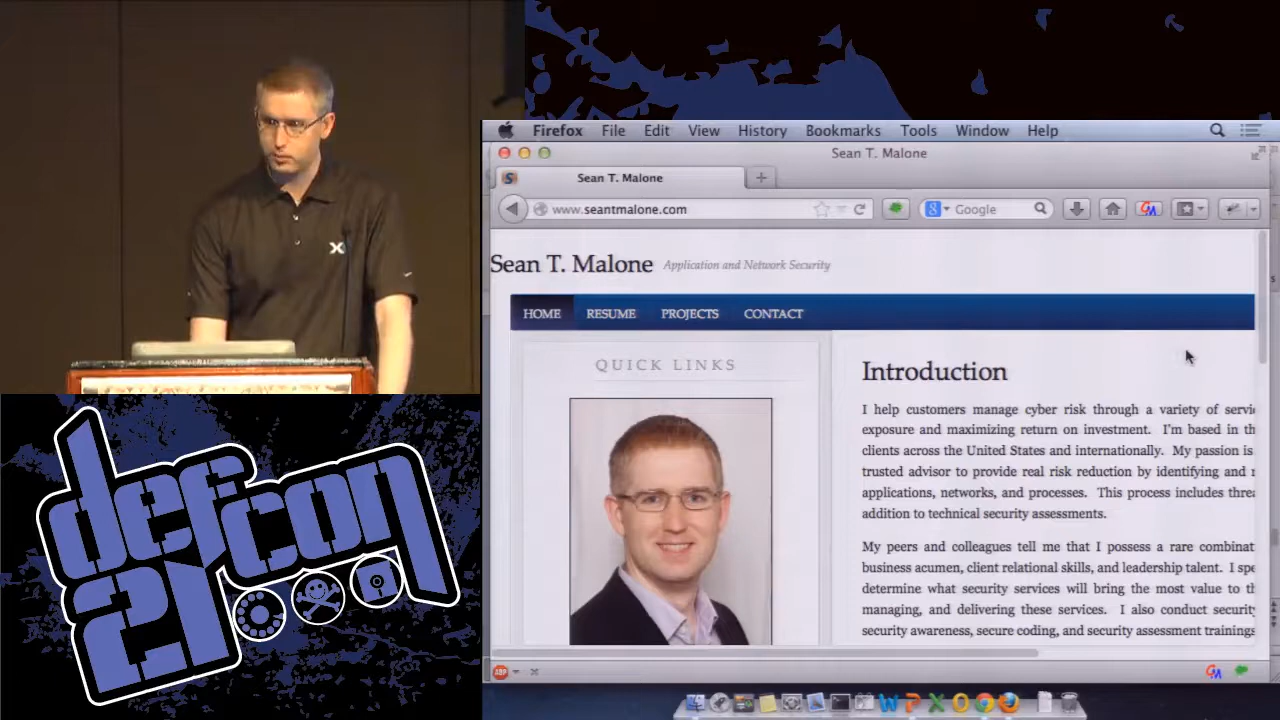 Firefox File Edit View History Bookmarks Tools Window Help
Sean T. Malone
Sean T. Malone
www.seantmalone.com
Google
Sean T. Malone Application and Network Security
HOME RESUME PROJECTS CONTACT
QUICK LINKS
Introduction
I help customers manage cyber risk through a variety of servi
exposure and maximizing return on investment. I'm based in th
clients across the United States and internationally. My passion is
trusted advisor to provide real risk reduction by identifying and
applications, networks, and processes. This process includes threa
addition to technical security assessments.
My peers and colleagues tell me that I possess a rare combinat
business acumen, client relational skills, and leadership talent. I spe
determine what security services will bring the most value to th
managing, and delivering these services. I also conduct security
security awareness, secure coding, and security assessment trainings
ABP
defcon
21